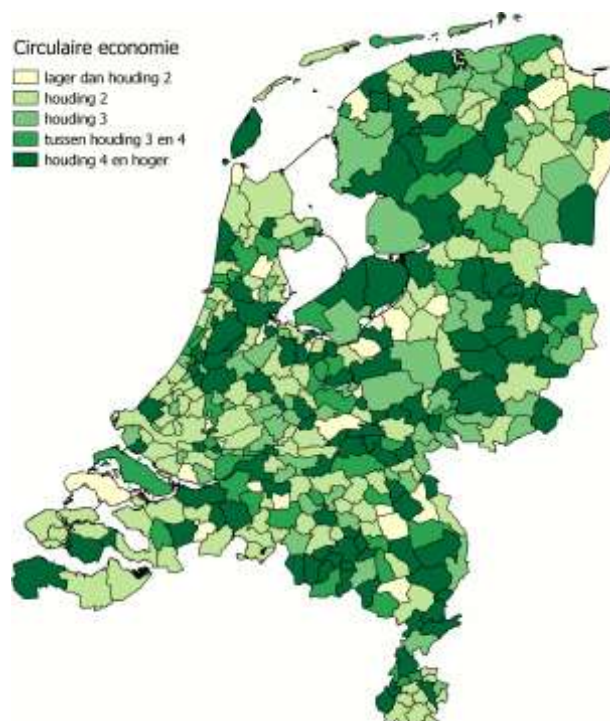 Circulaire economie
lager dan houding 2
houding 2
houding 3
tussen houding 3 en 4
houding 4 en hoger